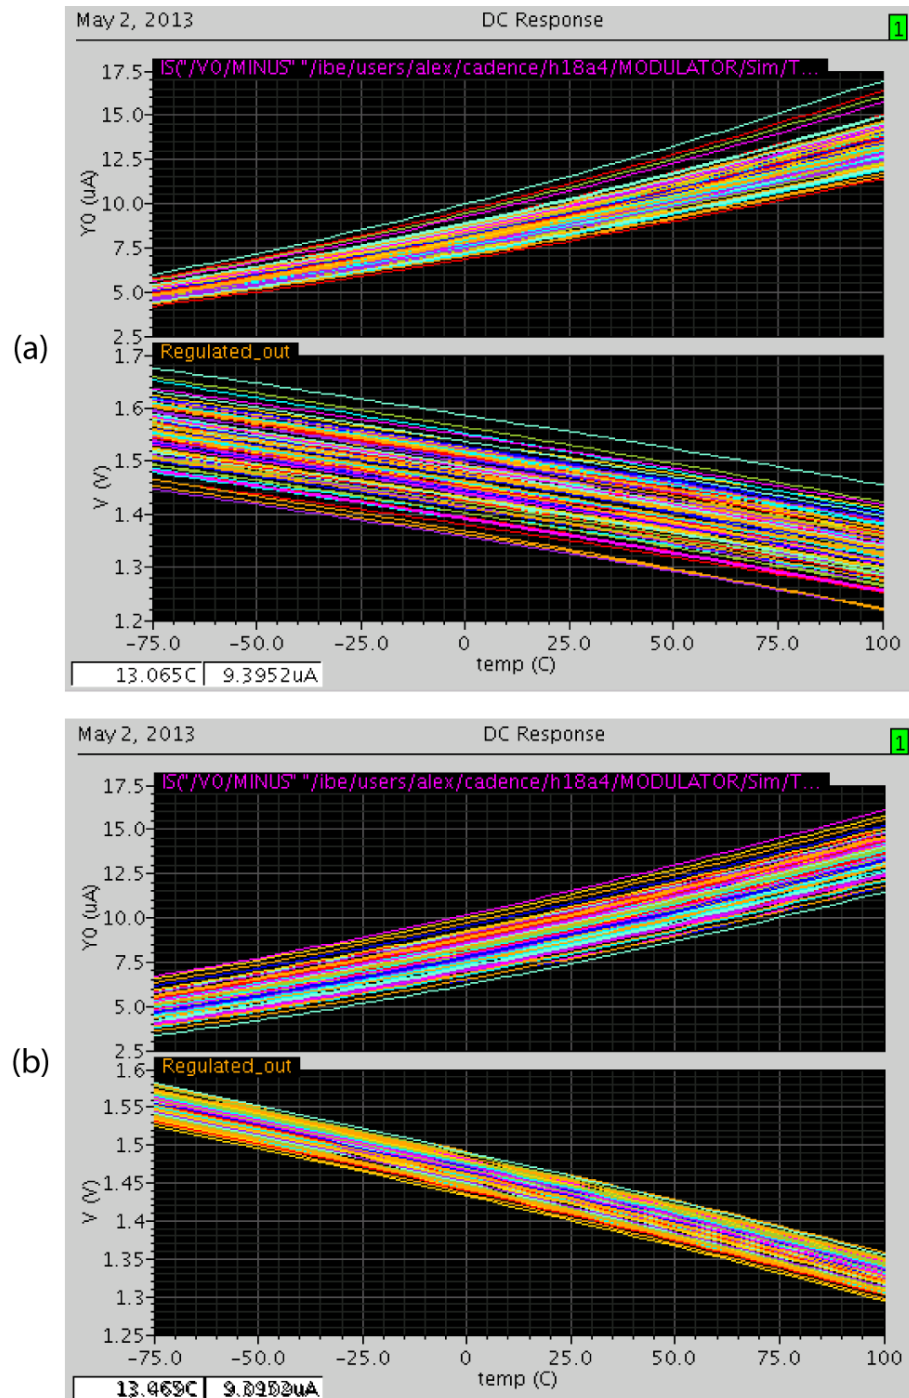 May 2, 2013 DC Response 1
IS("/V0/MINUS" "/ibe/users/alex/cadence/h18a4/MODULATOR/Sim/T...
17.5
15.0
12.5
10.0
7.5
5.0
2.5
Y0 (uA)
(a)
Regulated_out
1.7
1.6
1.5
1.4
1.3
1.2
V (V)
-75.0 -50.0 -25.0 0 25.0 50.0 75.0 100
temp (C)
13.065C 9.3952uA
May 2, 2013 DC Response 1
IS("/V0/MINUS" "/ibe/users/alex/cadence/h18a4/MODULATOR/Sim/T...
17.5
15.0
12.5
10.0
7.5
5.0
2.5
Y0 (uA)
(b)
Regulated_out
1.6
1.55
1.5
1.45
1.4
1.35
1.3
1.25
V (V)
-75.0 -50.0 -25.0 0 25.0 50.0 75.0 100
temp (C)